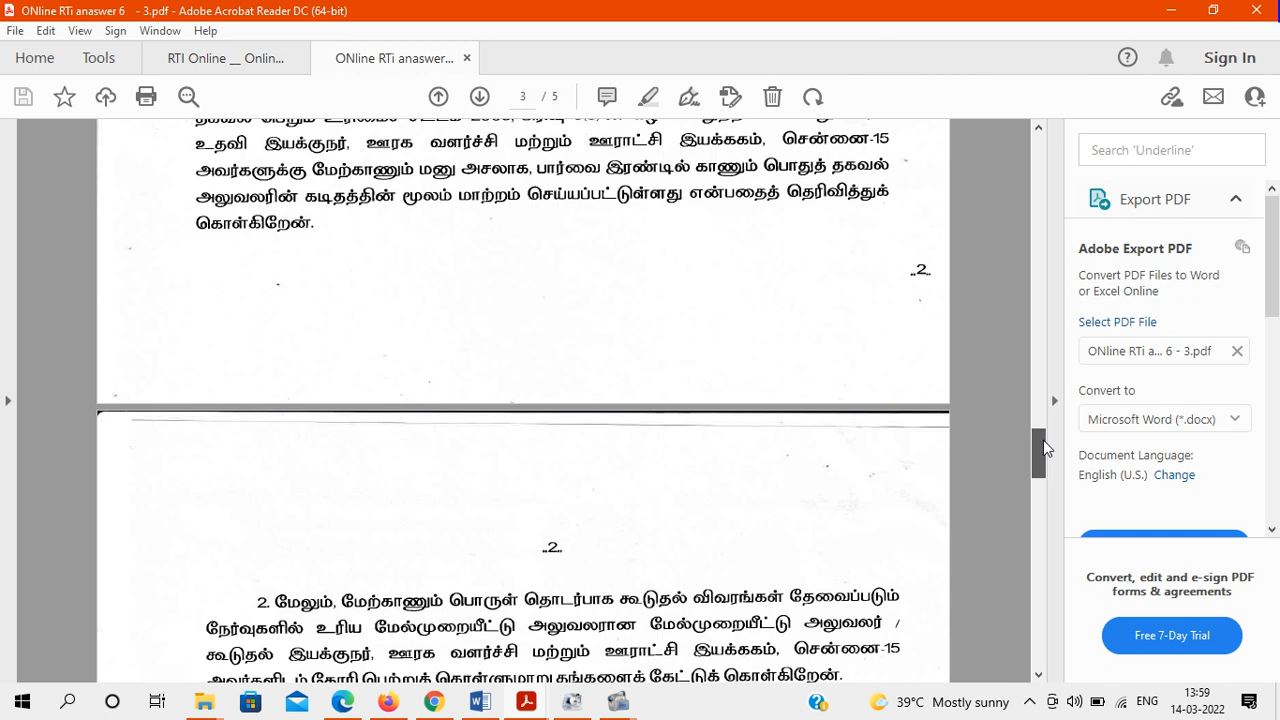 ONline RTi anaswer 6 - 3.pdf - Adobe Acrobat Reader DC (64-bit)
File Edit View Sign Window Help
Home Tools RTI Online __ Onlin... ONline RTi anaswer... × Sign In
3 / 5
உதவி இயக்குநர், ஊரக வளர்ச்சி மற்றும் ஊராட்சி இயக்ககம், சென்னை-15
அவர்களுக்கு மேற்காணும் மனு அசலாக, பார்வை இரண்டில் காணும் பொதுத் தகவல்
அலுவலரின் கடிதத்தின் மூலம் மாற்றம் செய்யப்பட்டுள்ளது என்பதைத் தெரிவித்துக்
கொள்கிறேன்.
..2..
..2..
2. மேலும், மேற்காணும் பொருள் தொடர்பாக கூடுதல் விவரங்கள் தேவைப்படும்
நேர்வுகளில் உரிய மேல்முறையீட்டு அலுவலரான மேல்முறையீட்டு அலுவலர் /
கூடுதல் இயக்குநர், ஊரக வளர்ச்சி மற்றும் ஊராட்சி இயக்ககம், சென்னை-15
அவர்களிடம் கோரி பெற்றுக் கொள்ளுமாறு தங்களைக் கேட்டுக் கொள்கிறேன்.
Search 'Underline'
Export PDF
Adobe Export PDF
Convert PDF Files to Word
or Excel Online
Select PDF File
ONline RTi a... 6 - 3.pdf
Convert to
Microsoft Word (*.docx)
Document Language:
English (U.S.) Change
Convert, edit and e-sign PDF
forms & agreements
Free 7-Day Trial
39°C Mostly sunny ENG 13:59
14-03-2022